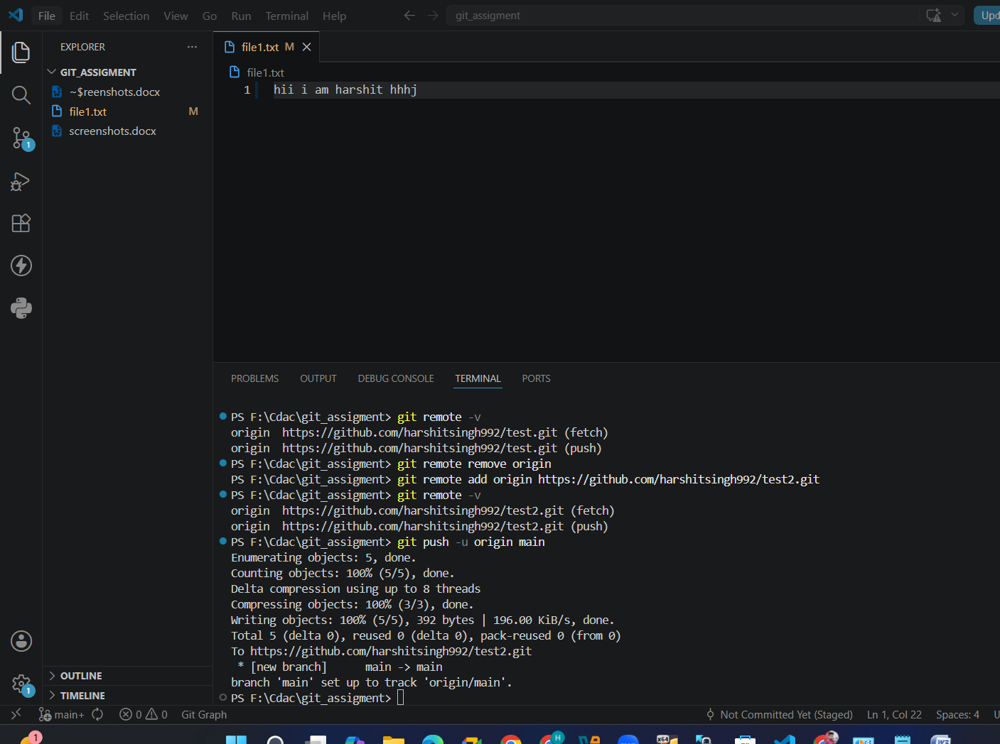 File Edit Selection View Go Run Terminal Help
git_assigment
EXPLORER
GIT_ASSIGMENT
~$reenshots.docx
file1.txt M
screenshots.docx
1
1
OUTLINE
TIMELINE
file1.txt M
file1.txt
1 hii i am harshit hhhj
PROBLEMS OUTPUT DEBUG CONSOLE TERMINAL PORTS
PS F:\Cdac\git_assigment> git remote -v
origin  https://github.com/harshitsingh992/test.git (fetch)
origin  https://github.com/harshitsingh992/test.git (push)
PS F:\Cdac\git_assigment> git remote remove origin
PS F:\Cdac\git_assigment> git remote add origin https://github.com/harshitsingh992/test2.git
PS F:\Cdac\git_assigment> git remote -v
origin  https://github.com/harshitsingh992/test2.git (fetch)
origin  https://github.com/harshitsingh992/test2.git (push)
PS F:\Cdac\git_assigment> git push -u origin main
Enumerating objects: 5, done.
Counting objects: 100% (5/5), done.
Delta compression using up to 8 threads
Compressing objects: 100% (3/3), done.
Writing objects: 100% (5/5), 392 bytes | 196.00 KiB/s, done.
Total 5 (delta 0), reused 0 (delta 0), pack-reused 0 (from 0)
To https://github.com/harshitsingh992/test2.git
 * [new branch]      main -> main
branch 'main' set up to track 'origin/main'.
PS F:\Cdac\git_assigment>
main+ 0 0 Git Graph Not Committed Yet (Staged) Ln 1, Col 22 Spaces: 4
1 H x64